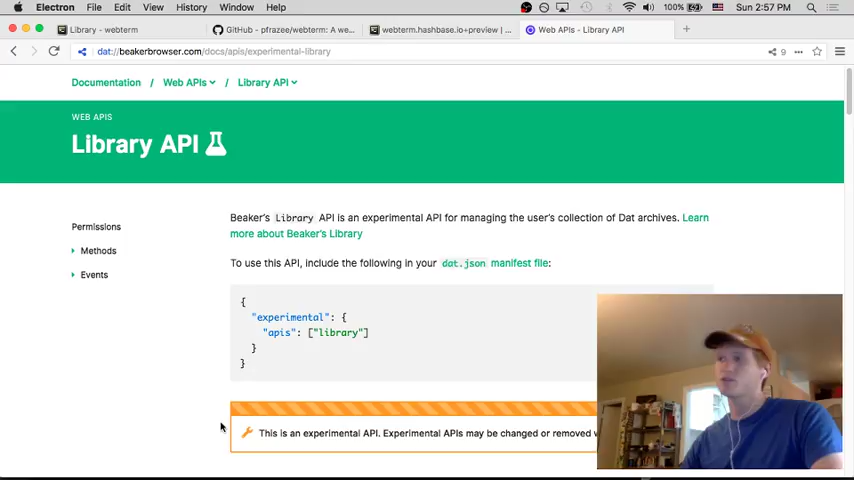 Electron File Edit View History Window Help 100% Sun 2:57 PM
Library - webterm
GitHub - pfrazee/webterm: A we...
webterm.hashbase.io+preview | ...
Web APIs - Library API
dat://beakerbrowser.com/docs/apis/experimental-library
9
Documentation / Web APIs / Library API
WEB APIS
Library API
Permissions
Methods
Events
Beaker's Library API is an experimental API for managing the user's collection of Dat archives. Learn
more about Beaker's Library
To use this API, include the following in your dat.json manifest file:
{
"experimental": {
"apis": ["library"]
}
}
This is an experimental API. Experimental APIs may be changed or removed w